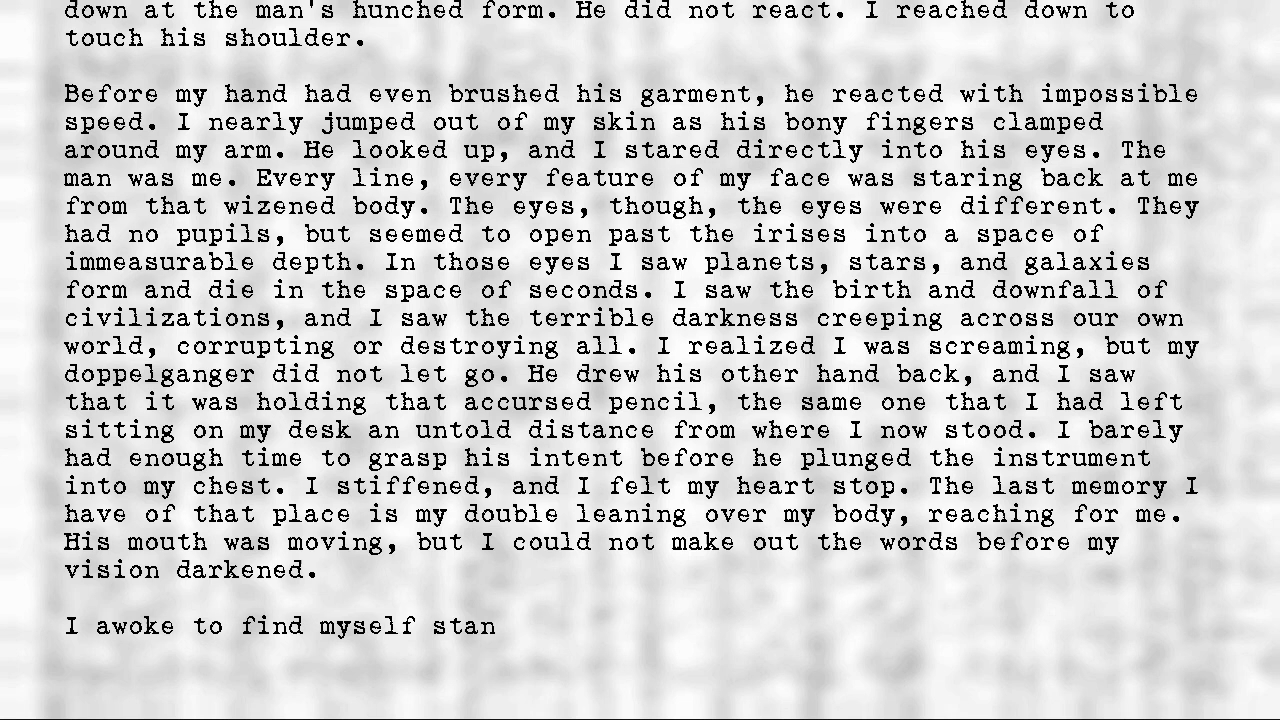 down at the man's hunched form. He did not react. I reached down to
touch his shoulder.
Before my hand had even brushed his garment, he reacted with impossible
speed. I nearly jumped out of my skin as his bony fingers clamped
around my arm. He looked up, and I stared directly into his eyes. The
man was me. Every line, every feature of my face was staring back at me
from that wizened body. The eyes, though, the eyes were different. They
had no pupils, but seemed to open past the irises into a space of
immeasurable depth. In those eyes I saw planets, stars, and galaxies
form and die in the space of seconds. I saw the birth and downfall of
civilizations, and I saw the terrible darkness creeping across our own
world, corrupting or destroying all. I realized I was screaming, but my
doppelganger did not let go. He drew his other hand back, and I saw
that it was holding that accursed pencil, the same one that I had left
sitting on my desk an untold distance from where I now stood. I barely
had enough time to grasp his intent before he plunged the instrument
into my chest. I stiffened, and I felt my heart stop. The last memory I
have of that place is my double leaning over my body, reaching for me.
His mouth was moving, but I could not make out the words before my
vision darkened.
I awoke to find myself stan